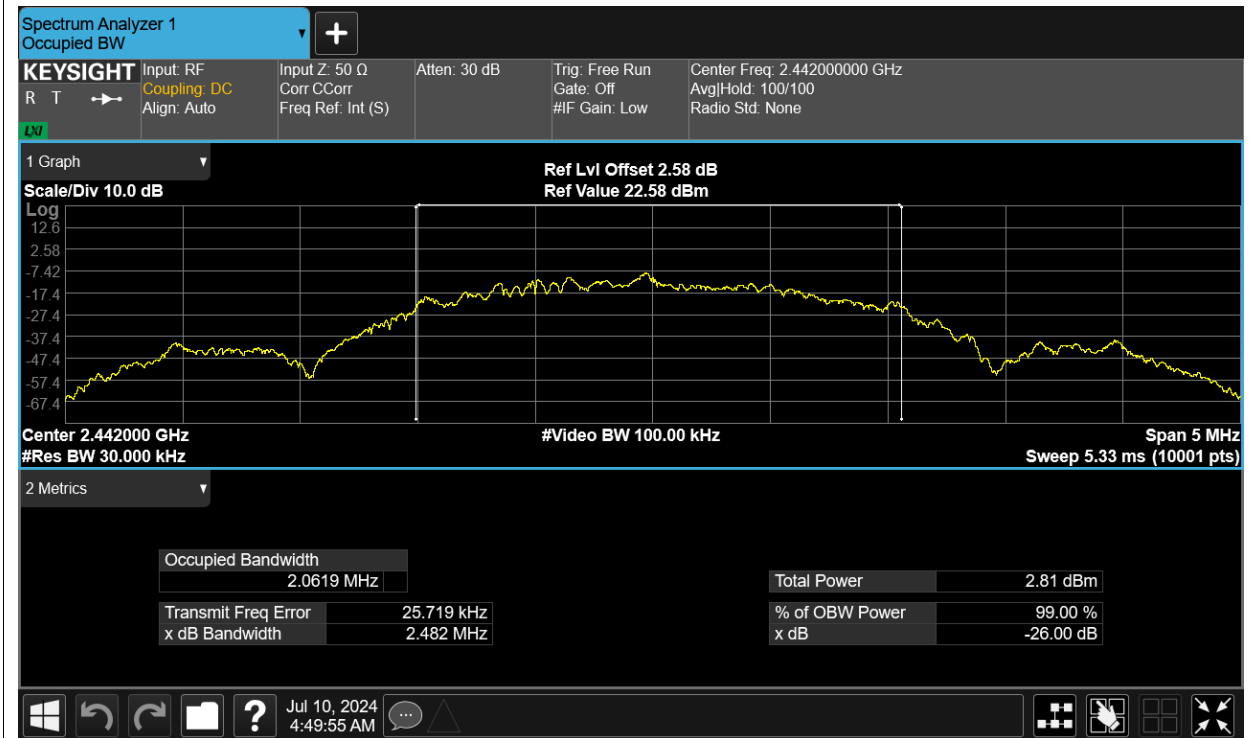 Spectrum Analyzer 1
Occupied BW
KEYSIGHT
R T
LXI
Input: RF
Coupling: DC
Align: Auto
Input Z: 50 Ω
Corr CCorr
Freq Ref: Int (S)
Atten: 30 dB
Trig: Free Run
Gate: Off
#IF Gain: Low
Center Freq: 2.442000000 GHz
Avg|Hold: 100/100
Radio Std: None
1 Graph
Scale/Div 10.0 dB
Ref Lvl Offset 2.58 dB
Ref Value 22.58 dBm
Log
12.6
2.58
-7.42
-17.4
-27.4
-37.4
-47.4
-57.4
-67.4
Center 2.442000 GHz
#Video BW 100.00 kHz
Span 5 MHz
#Res BW 30.000 kHz
Sweep 5.33 ms (10001 pts)
2 Metrics
Occupied Bandwidth
2.0619 MHz
Total Power 2.81 dBm
Transmit Freq Error 25.719 kHz
% of OBW Power 99.00 %
x dB Bandwidth 2.482 MHz
x dB -26.00 dB
?
Jul 10, 2024
4:49:55 AM